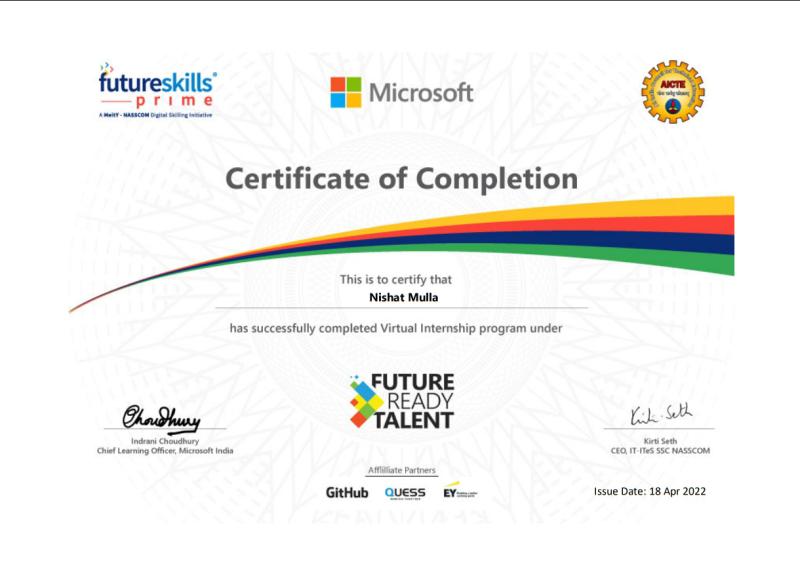 futureskills
prime
A MeitY - NASSCOM Digital Skilling Initiative
Microsoft
AICTE
Certificate of Completion
This is to certify that
Nishat Mulla
has successfully completed Virtual Internship program under
FUTURE
READY
TALENT
Choudhury
Indrani Choudhury
Chief Learning Officer, Microsoft India
Kirti Seth
Kirti Seth
CEO, IT-ITeS SSC NASSCOM
Affliliate Partners
GitHub
QUESS
EY
Issue Date: 18 Apr 2022